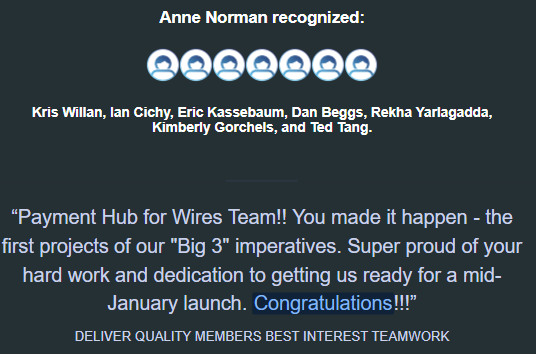 Anne Norman recognized:
Kris Willan, Ian Cichy, Eric Kassebaum, Dan Beggs, Rekha Yarlagadda,
Kimberly Gorchels, and Ted Tang.
“Payment Hub for Wires Team!! You made it happen - the
first projects of our "Big 3" imperatives. Super proud of your
hard work and dedication to getting us ready for a mid-
January launch. Congratulations!!!”
DELIVER QUALITY MEMBERS BEST INTEREST TEAMWORK